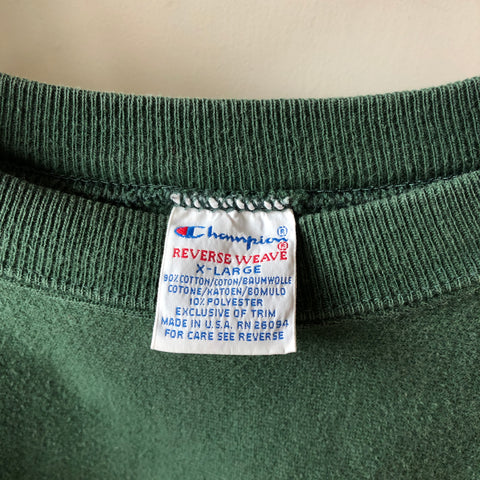 Champion®
REVERSE WEAVE®
X-LARGE
90% COTTON/COTON/BAUMWOLLE
COTONE/KATOEN/BOMULD
10% POLYESTER
EXCLUSIVE OF TRIM
MADE IN U.S.A. RN 26094
FOR CARE SEE REVERSE